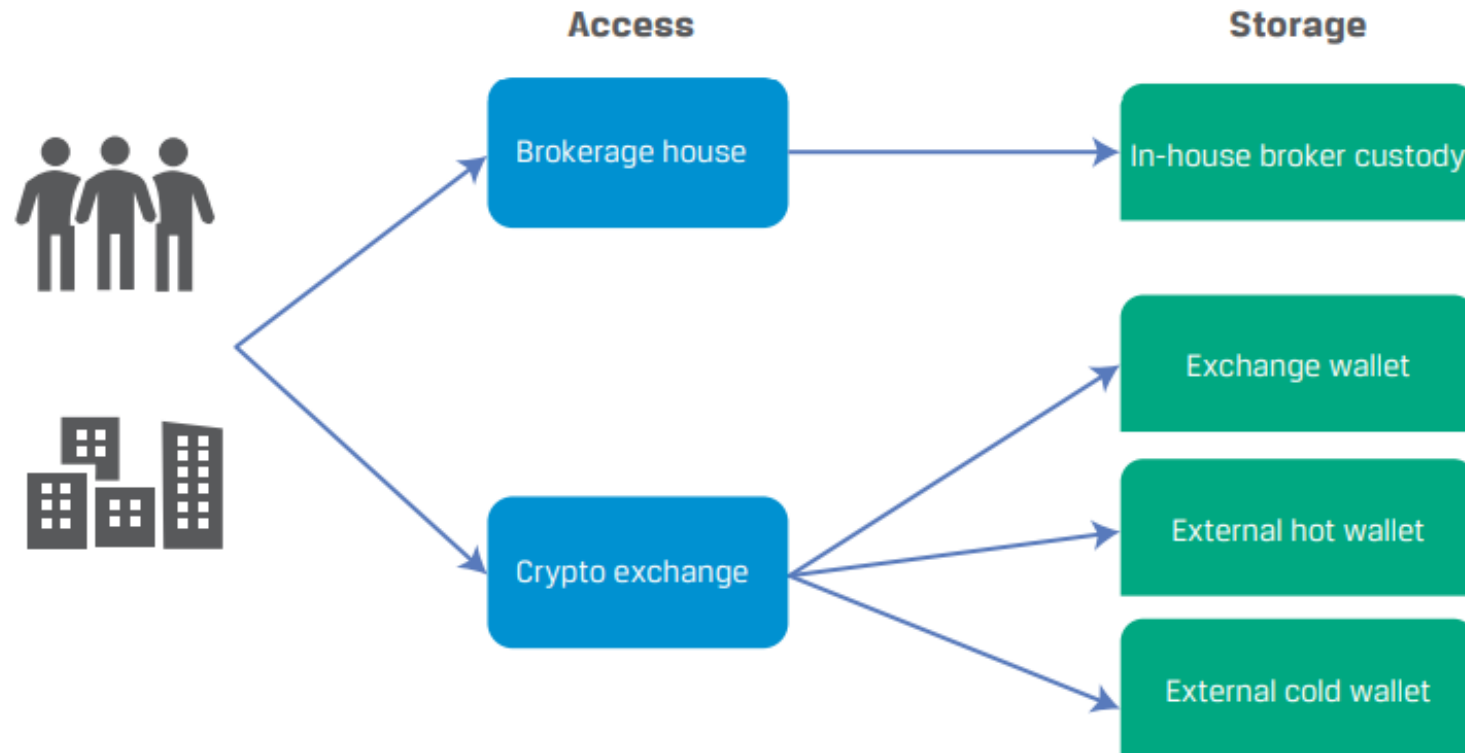 Access
Storage
Brokerage house
In-house broker custody
Exchange wallet
External hot wallet
Crypto exchange
External cold wallet